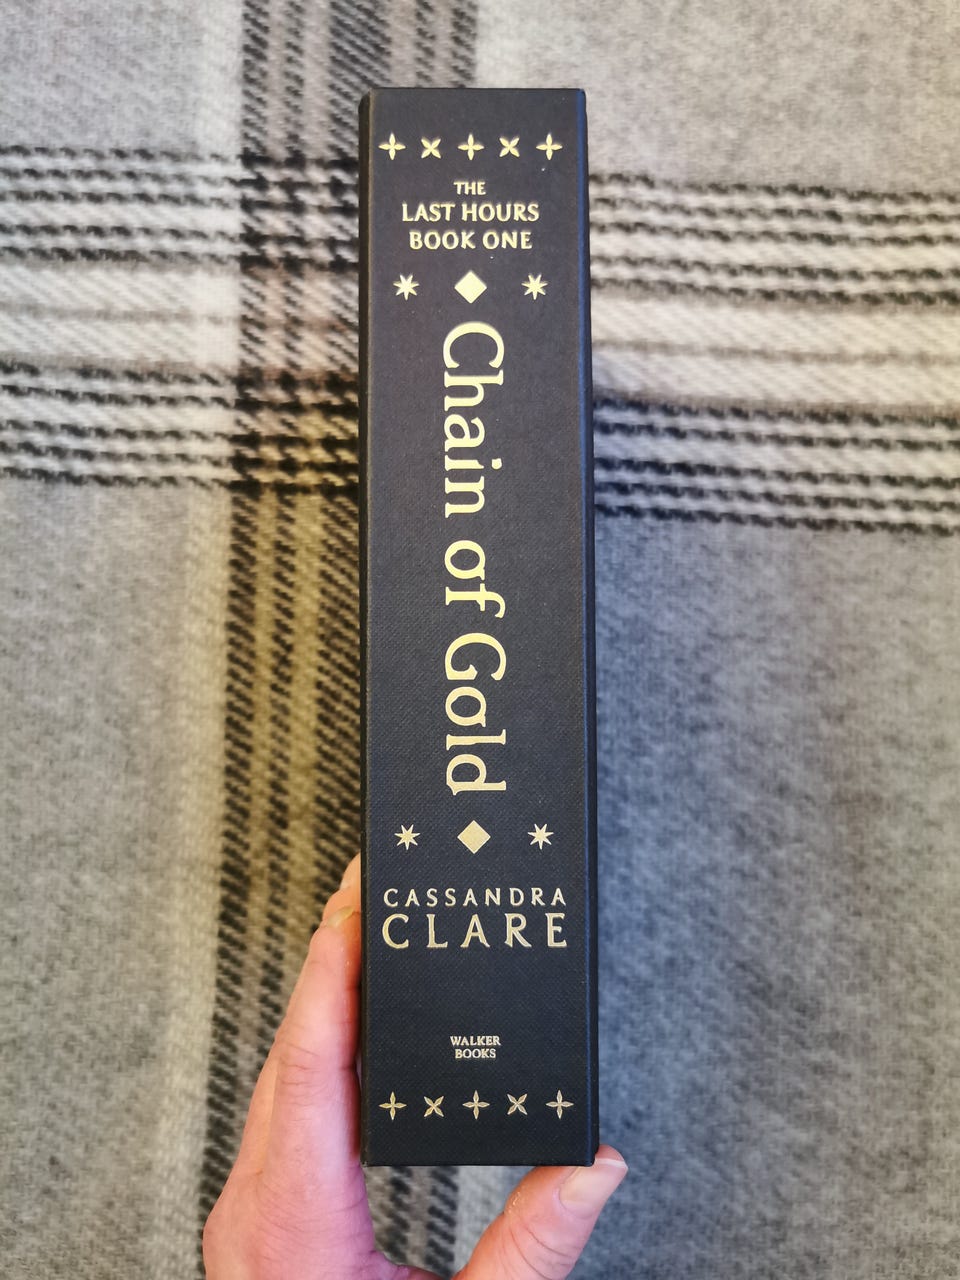 THE
LAST HOURS
BOOK ONE
Chain of Gold
CASSANDRA
CLARE
WALKER
BOOKS